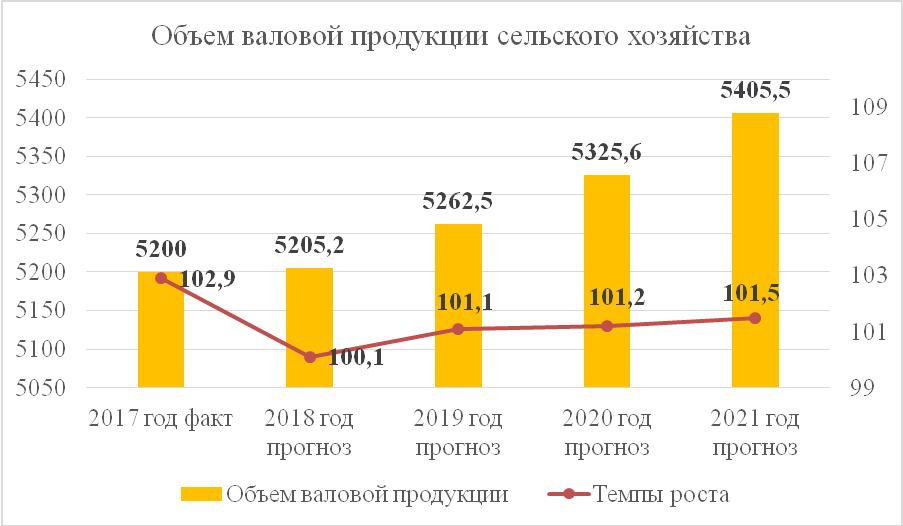 Объем валовой продукции сельского хозяйства
5450
5400
5350
5300
5250
5200
5150
5100
5050
109
107
105
103
101
99
5200
5205,2
5262,5
5325,6
5405,5
102,9
100,1
101,1
101,2
101,5
2017 год факт
2018 год
прогноз
2019 год
прогноз
2020 год
прогноз
2021 год
прогноз
Объем валовой продукции
Темпы роста